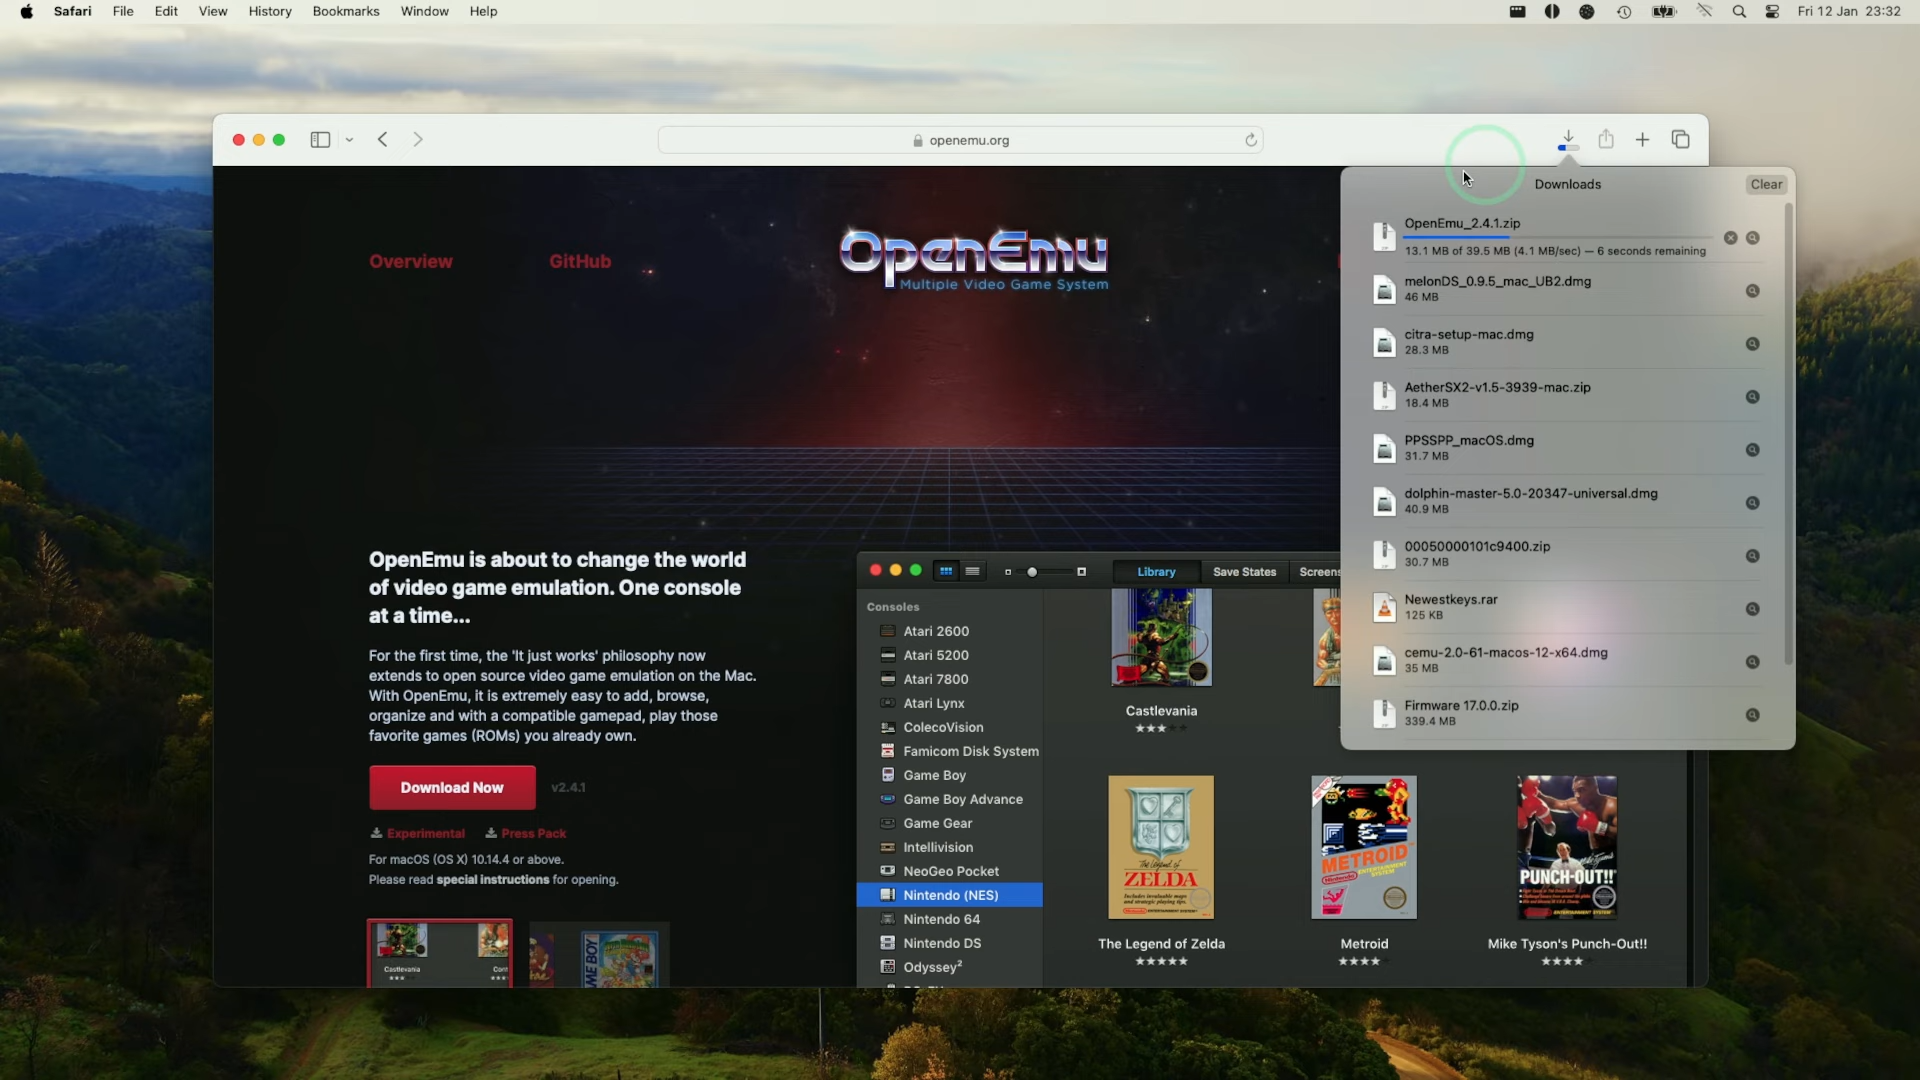 Safari File Edit View History Bookmarks Window Help
Fri 12 Jan 23:32
openemu.org
Downloads
Clear
OpenEmu_2.4.1.zip
13.1 MB of 39.5 MB (4.1 MB/sec) — 6 seconds remaining
melonDS_0.9.5_mac_UB2.dmg
46 MB
citra-setup-mac.dmg
28.3 MB
AetherSX2-v1.5-3939-mac.zip
18.4 MB
PPSSPP_macOS.dmg
31.7 MB
dolphin-master-5.0-20347-universal.dmg
40.9 MB
00050000101c9400.zip
30.7 MB
Newestkeys.rar
125 KB
cemu-2.0-61-macos-12-x64.dmg
35 MB
Firmware 17.0.0.zip
339.4 MB
Overview
GitHub
OpenEmu
Multiple Video Game System
OpenEmu is about to change the world
of video game emulation. One console
at a time...
For the first time, the 'It just works' philosophy now
extends to open source video game emulation on the Mac.
With OpenEmu, it is extremely easy to add, browse,
organize and with a compatible gamepad, play those
favorite games (ROMs) you already own.
Download Now
v2.4.1
Experimental
Press Pack
For macOS (OS X) 10.14.4 or above.
Please read special instructions for opening.
Castlevania
Cont
GAME BOY
Library
Save States
Screens
Consoles
Atari 2600
Atari 5200
Atari 7800
Atari Lynx
ColecoVision
Famicom Disk System
Game Boy
Game Boy Advance
Game Gear
Intellivision
NeoGeo Pocket
Nintendo (NES)
Nintendo 64
Nintendo DS
Odyssey²
Castlevania
The Legend of
ZELDA
METROID
PUNCH-OUT!!
The Legend of Zelda
Metroid
Mike Tyson's Punch-Out!!